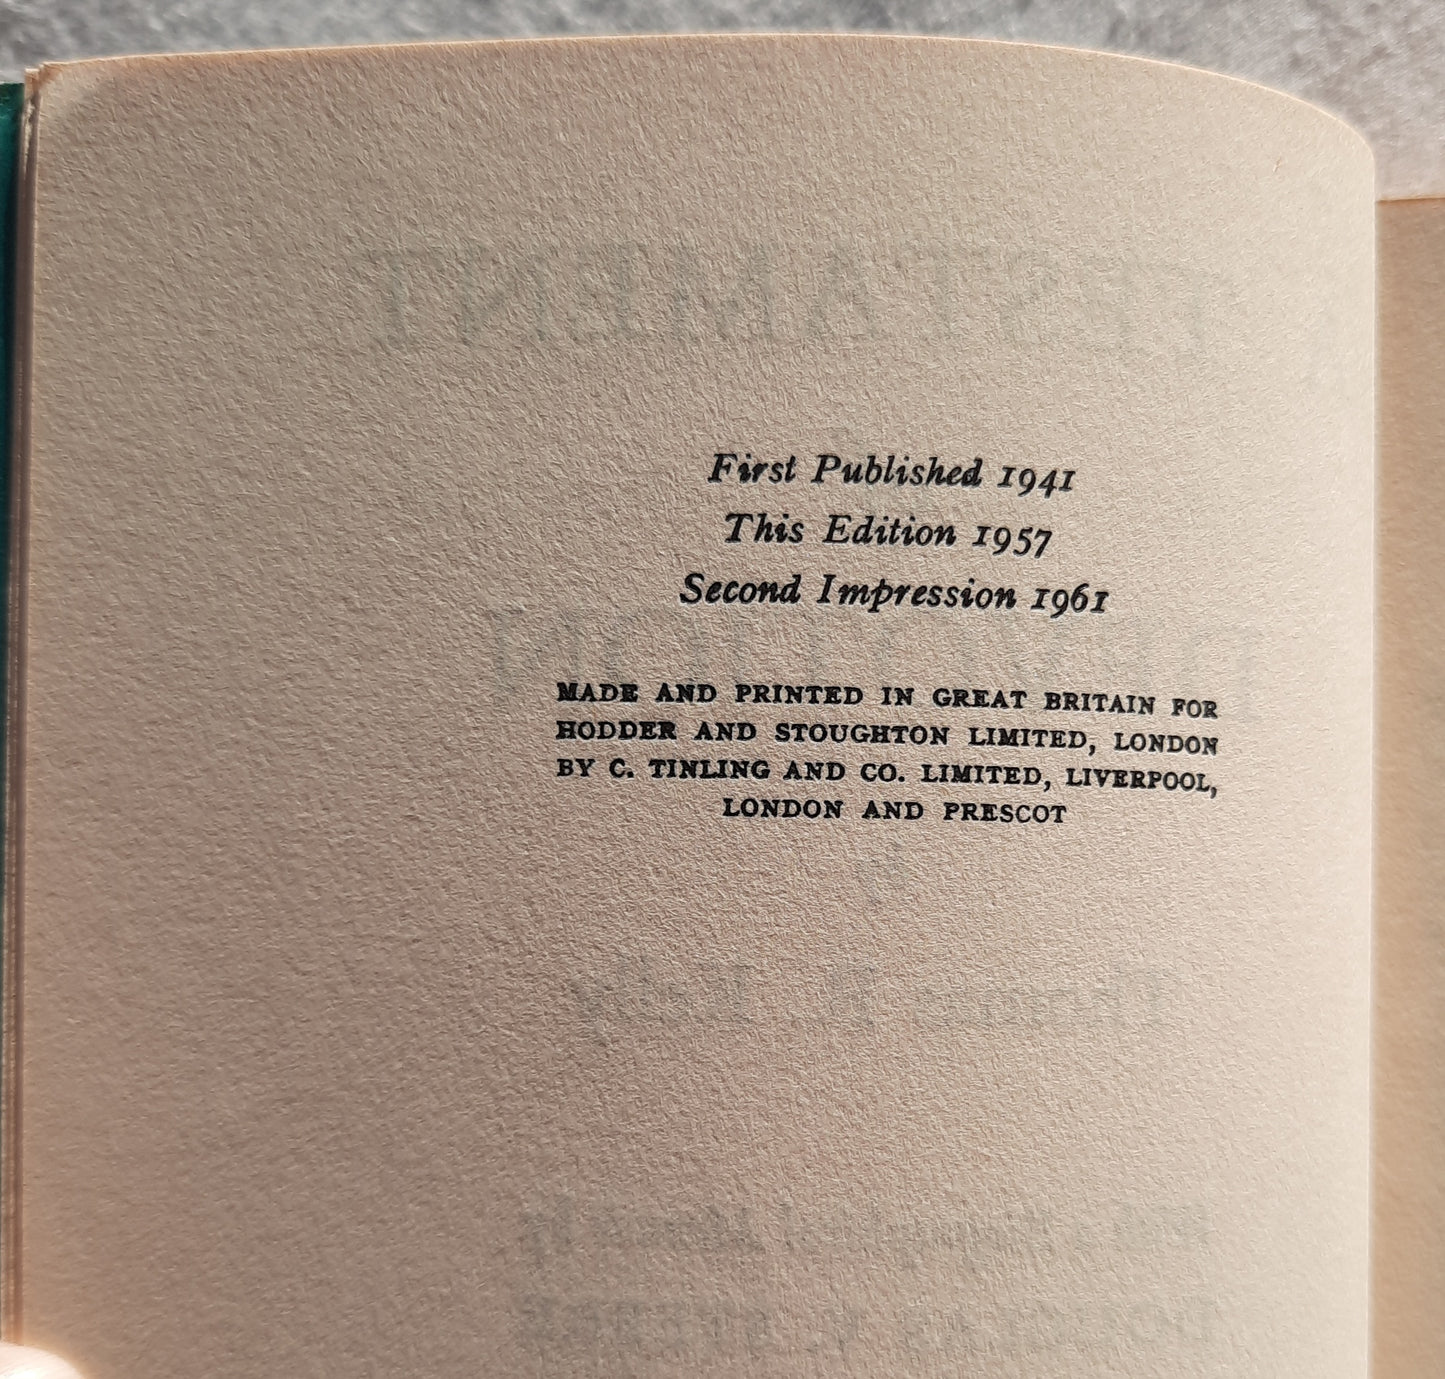 First Published 1941
This Edition 1957
Second Impression 1961
MADE AND PRINTED IN GREAT BRITAIN FOR
HODDER AND STOUGHTON LIMITED, LONDON
BY C. TINLING AND CO. LIMITED, LIVERPOOL,
LONDON AND PRESCOT